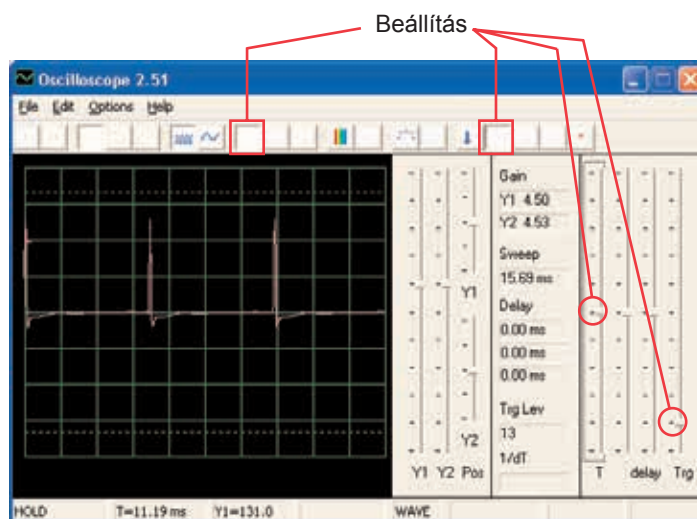 Beállítás
Oscilloscope 2.51
File Edit Options Help
Gain
Y1 4.50
Y2 4.53
Sweep
15.69 ms
Y1
Delay
0.00 ms
0.00 ms
0.00 ms
Trg Lev
13
Y2
1/dT
Y1 Y2 Pos
T delay Trg
HOLD T=11.19 ms Y1=131.0 WAVE